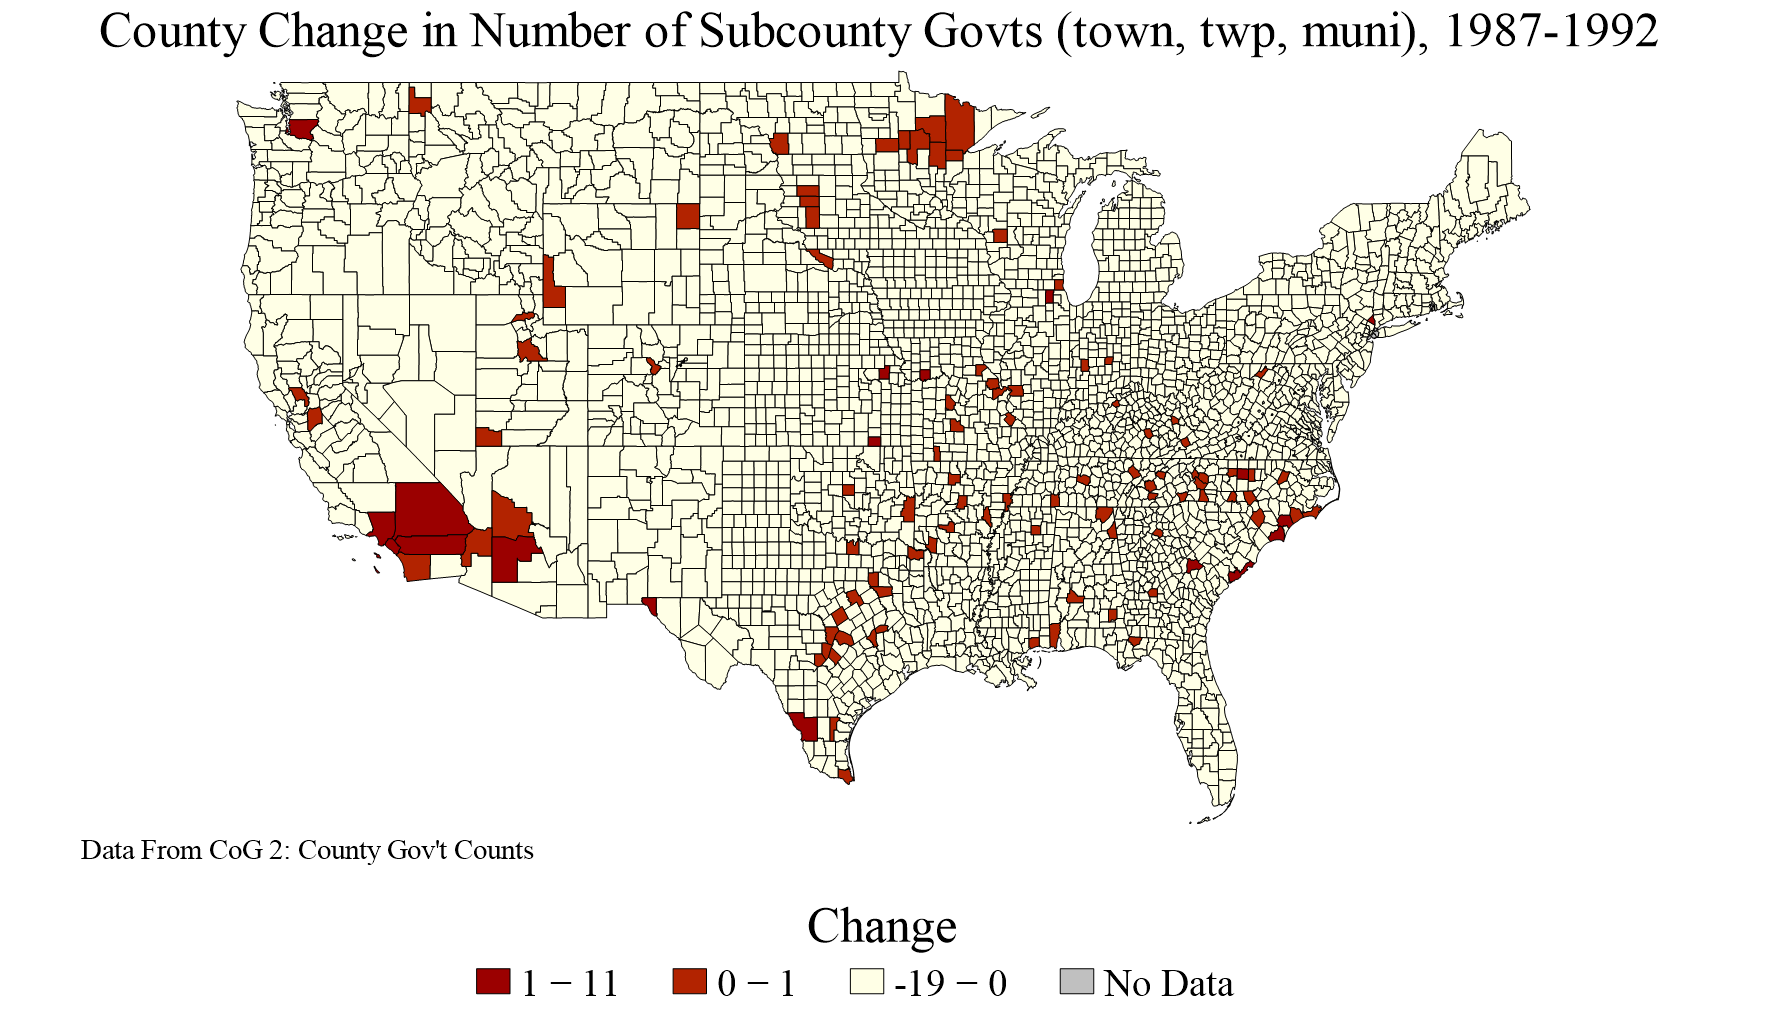 County Change in Number of Subcounty Govts (town, twp, muni), 1987-1992
Data From CoG 2: County Gov't Counts
Change
1 − 11
0 − 1
-19 − 0
No Data